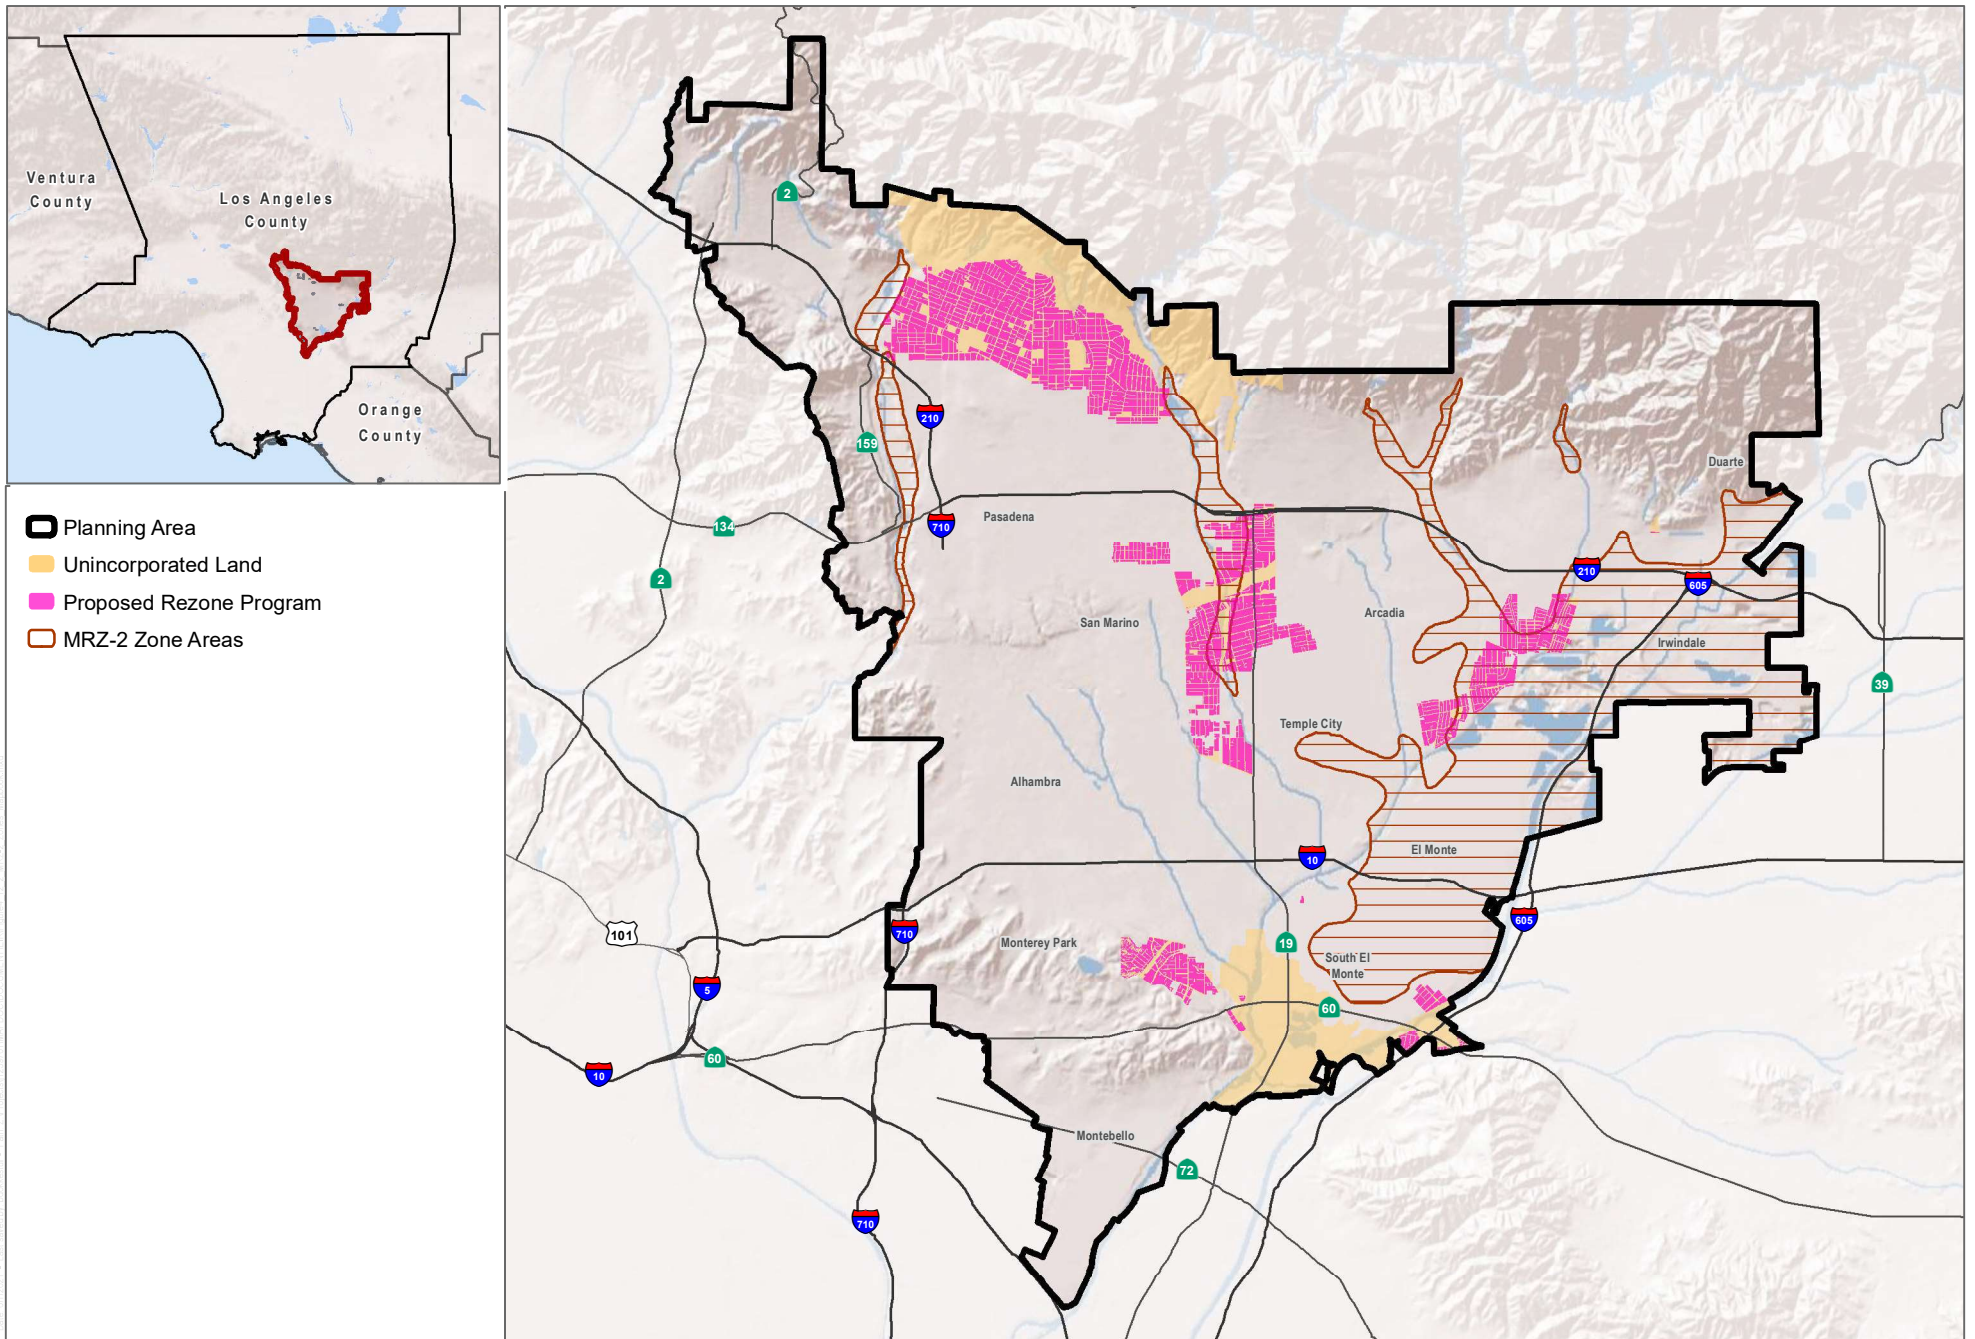 Ventura
County
Los Angeles
County
Orange
County
Planning Area
Unincorporated Land
Proposed Rezone Program
MRZ-2 Zone Areas
2
210
159
Duarte
134
710
Pasadena
2
210
605
San Marino
Arcadia
Irwindale
39
Temple City
Alhambra
10
El Monte
101
710
605
Monterey Park
19
South El
Monte
5
60
60
10
Montebello
72
710